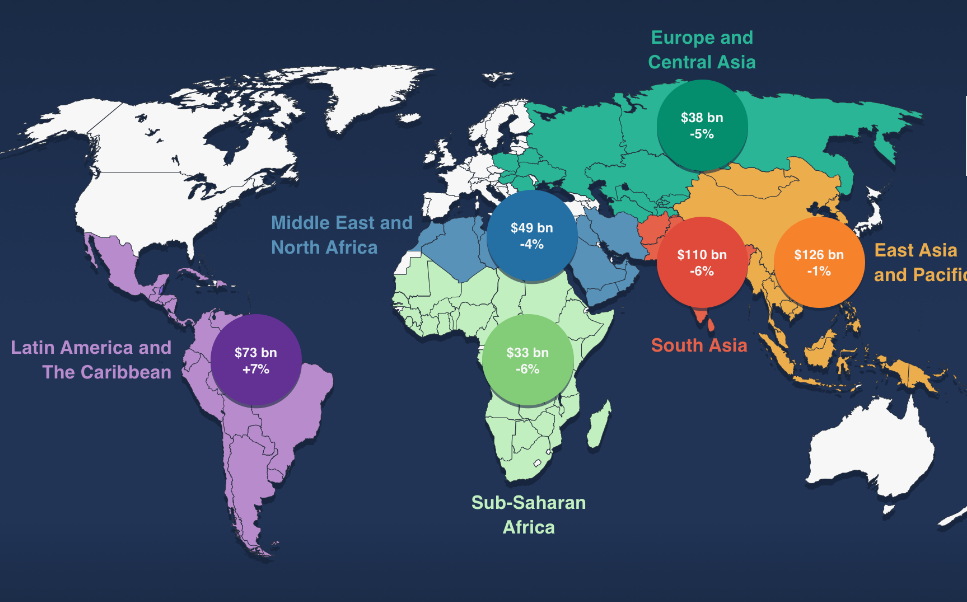 Europe and
Central Asia
$38 bn
-5%
Middle East and
North Africa
$49 bn
-4%
$110 bn
-6%
$126 bn
-1%
East Asia
and Pacific
Latin America and
The Caribbean
$73 bn
+7%
$33 bn
-6%
South Asia
Sub-Saharan
Africa